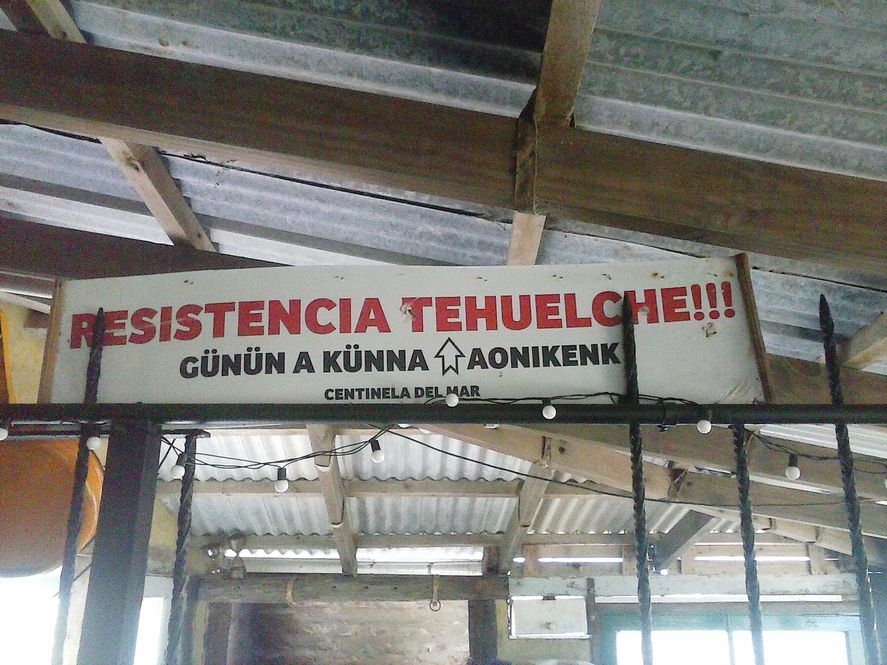 RESISTENCIA TEHUELCHE!!!
GÜNÜN A KÜNNA AONIKENK
CENTINELA DEL MAR